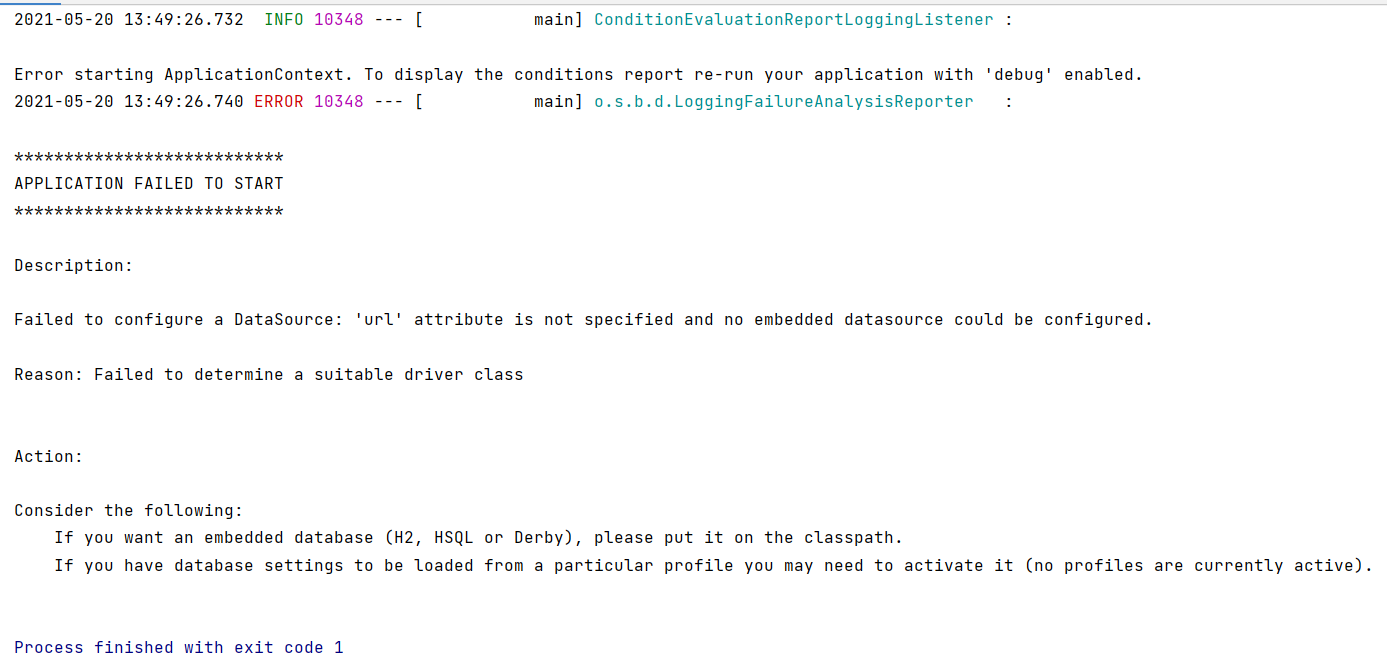 2021-05-20 13:49:26.732  INFO 10348 --- [           main] ConditionEvaluationReportLoggingListener :
Error starting ApplicationContext. To display the conditions report re-run your application with 'debug' enabled.
2021-05-20 13:49:26.740 ERROR 10348 --- [           main] o.s.b.d.LoggingFailureAnalysisReporter   :
***************************
APPLICATION FAILED TO START
***************************
Description:
Failed to configure a DataSource: 'url' attribute is not specified and no embedded datasource could be configured.
Reason: Failed to determine a suitable driver class
Action:
Consider the following:
    If you want an embedded database (H2, HSQL or Derby), please put it on the classpath.
    If you have database settings to be loaded from a particular profile you may need to activate it (no profiles are currently active).
Process finished with exit code 1